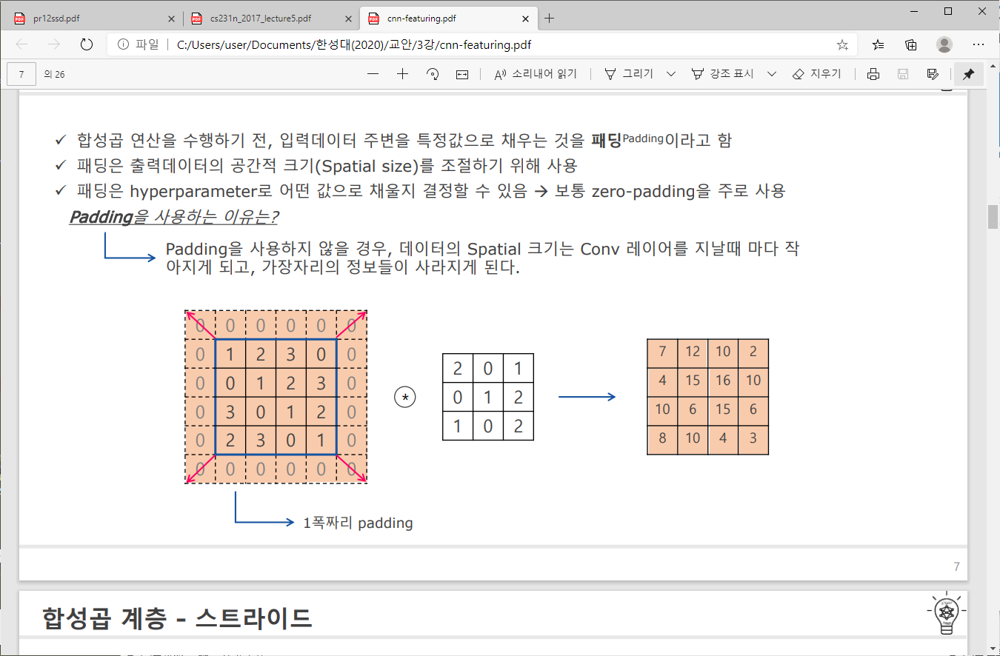 pr12ssd.pdf
cs231n_2017_lecture5.pdf
cnn-featuring.pdf
파일 C:/Users/user/Documents/한성대(2020)/교안/3강/cnn-featuring.pdf
7 의 26
소리내어 읽기
그리기
강조 표시
지우기
합성곱 연산을 수행하기 전, 입력데이터 주변을 특정값으로 채우는 것을 패딩Padding이라고 함
패딩은 출력데이터의 공간적 크기(Spatial size)를 조절하기 위해 사용
패딩은 hyperparameter로 어떤 값으로 채울지 결정할 수 있음 → 보통 zero-padding을 주로 사용
Padding을 사용하는 이유는?
Padding을 사용하지 않을 경우, 데이터의 Spatial 크기는 Conv 레이어를 지날때 마다 작
아지게 되고, 가장자리의 정보들이 사라지게 된다.
0 0 0 0 0 0
0 1 2 3 0 0
0 0 1 2 3 0
0 3 0 1 2 0
0 2 3 0 1 0
0 0 0 0 0 0
*
2 0 1
0 1 2
1 0 2
7 12 10 2
4 15 16 10
10 6 15 6
8 10 4 3
1폭짜리 padding
7
합성곱 계층 - 스트라이드